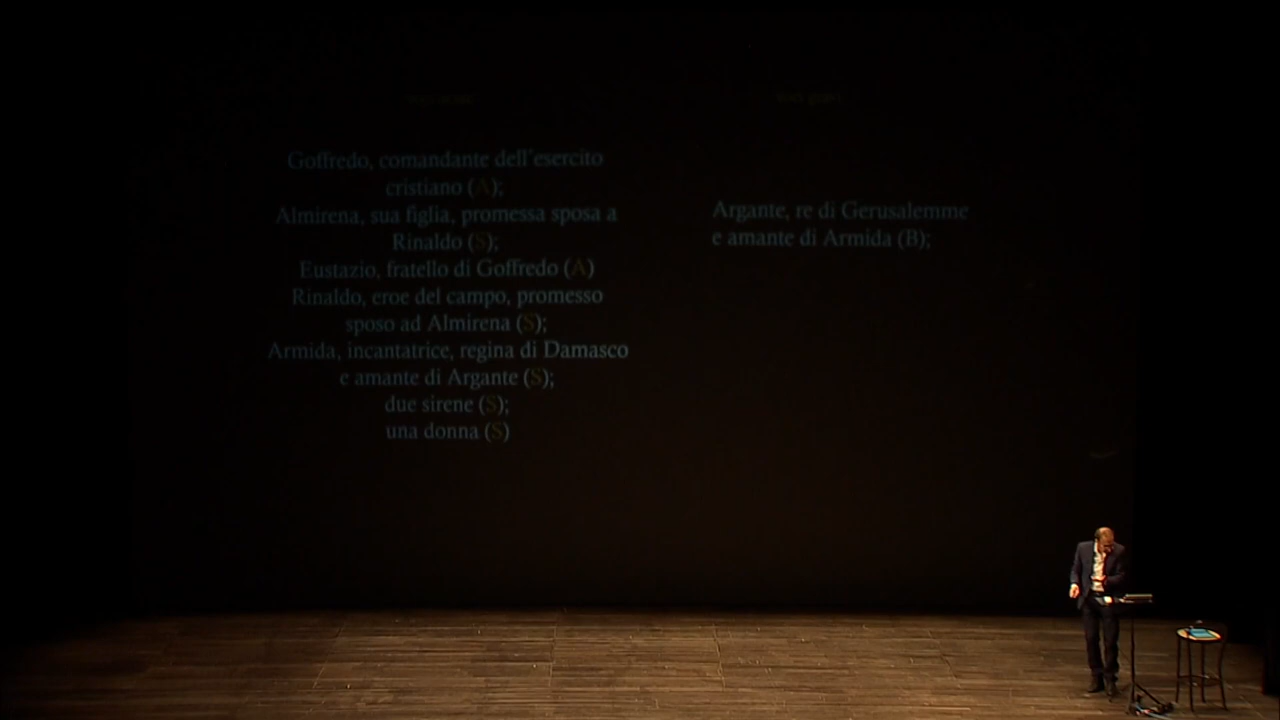 Goffredo, comandante dell'esercito
cristiano (A);
Almirena, sua figlia, promessa sposa a
Rinaldo (S);
Eustazio, fratello di Goffredo (A)
Rinaldo, eroe del campo, promesso
sposo ad Almirena (S);
Armida, incantatrice, regina di Damasco
e amante di Argante (S);
due sirene (S);
una donna (S)
Argante, re di Gerusalemme
e amante di Armida (B);